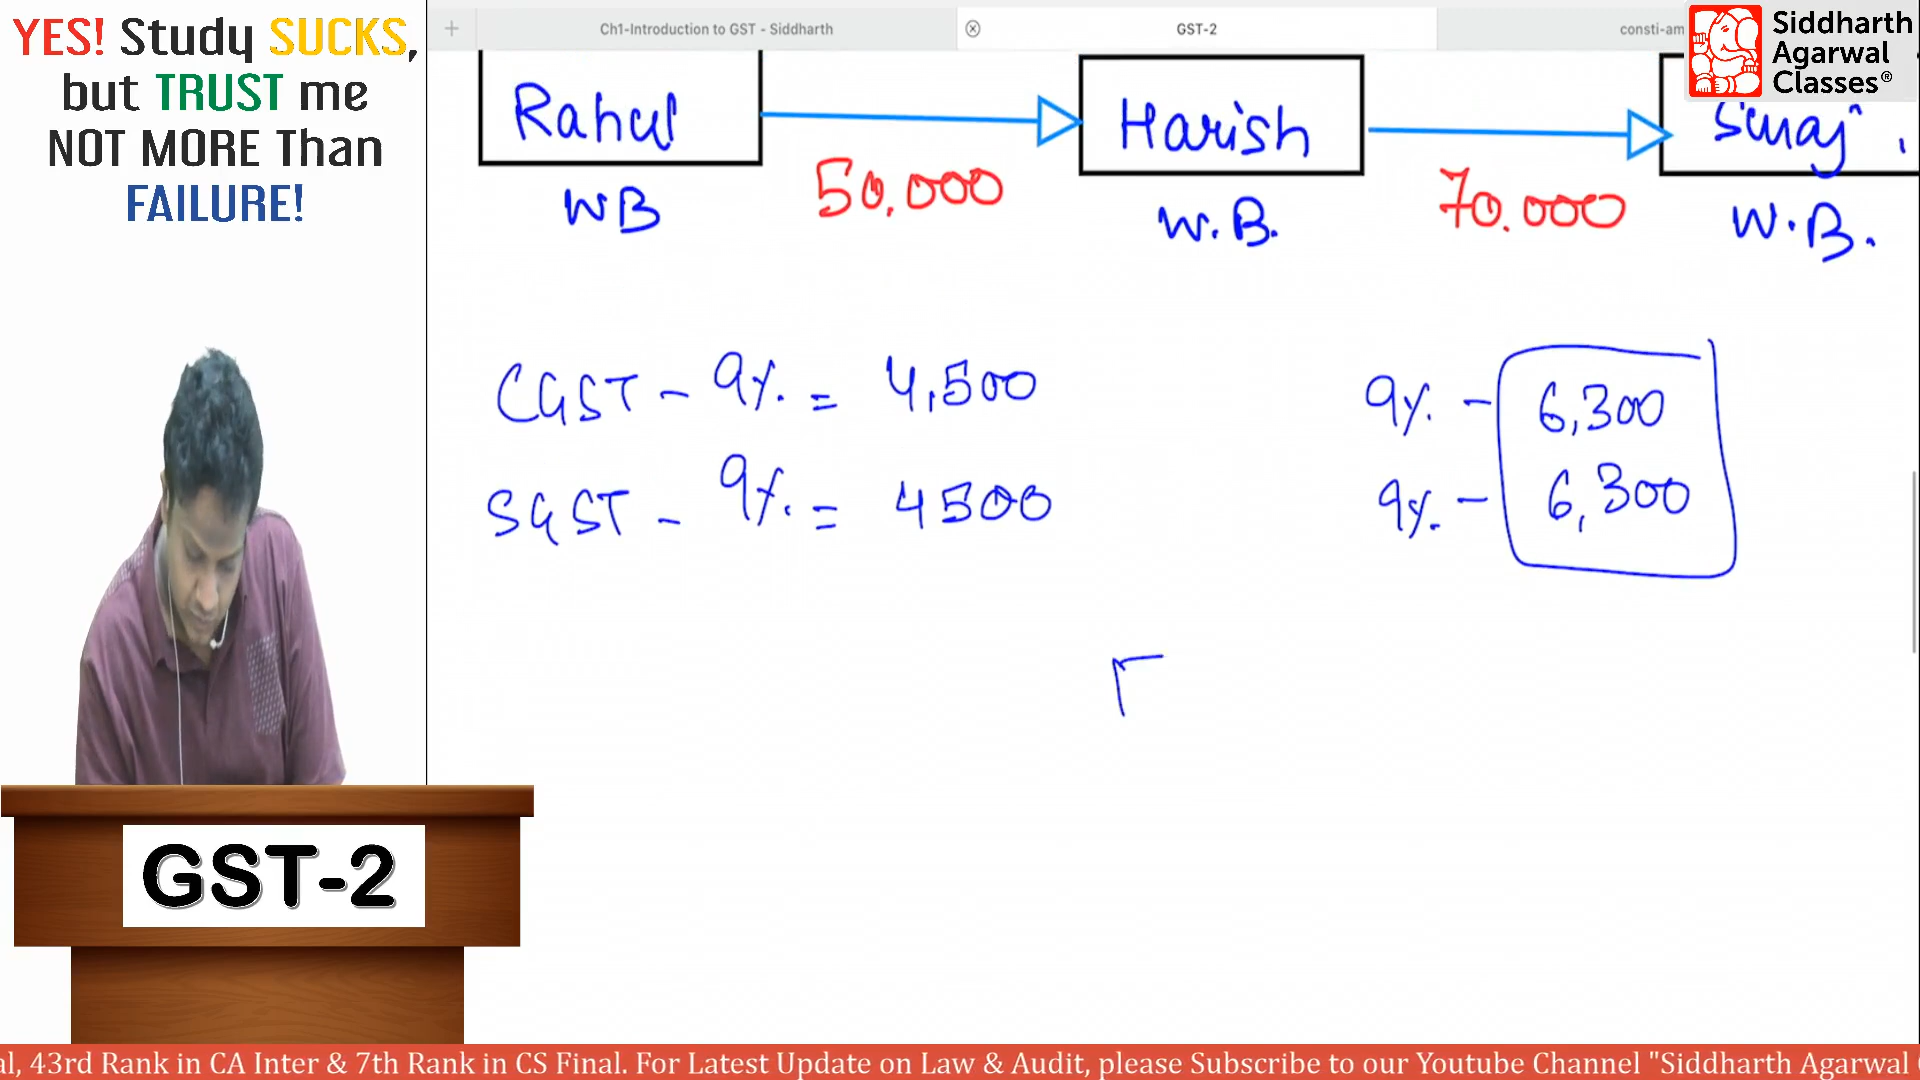 YES! Study SUCKS,
but TRUST me
NOT MORE Than
FAILURE!
Ch1-Introduction to GST - Siddharth
GST-2
consti-am
Siddharth
Agarwal
Classes®
Rahul
Harish
WB
50,000
W.B.
70.000
W.B.
CGST - 9% = 4,500
9% - 6,300
SGST - 9% = 4500
9% - 6,300
GST-2
al, 43rd Rank in CA Inter & 7th Rank in CS Final. For Latest Update on Law & Audit, please Subscribe to our Youtube Channel "Siddharth Agarwal